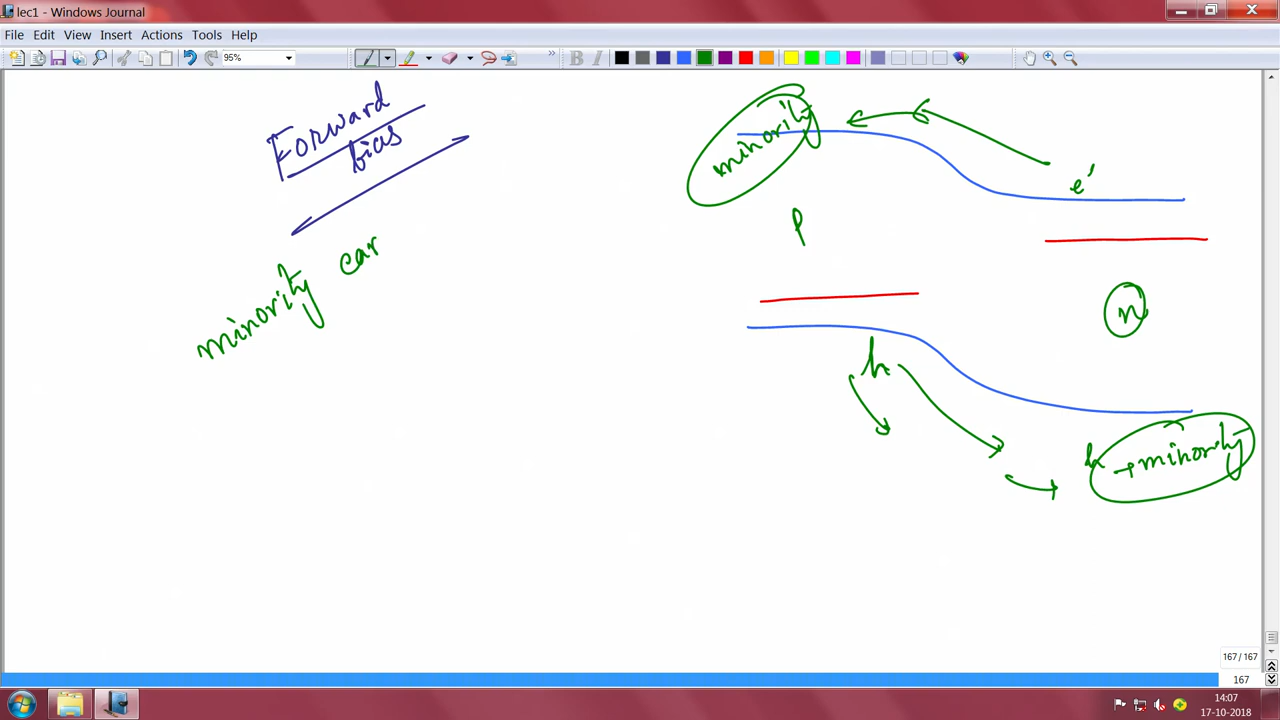 lec1 - Windows Journal
File Edit View Insert Actions Tools Help
95%
B I
Forward
bias
minority car
minority
e'
p
n
h
h
minority
167 / 167
167
14:07
17-10-2018